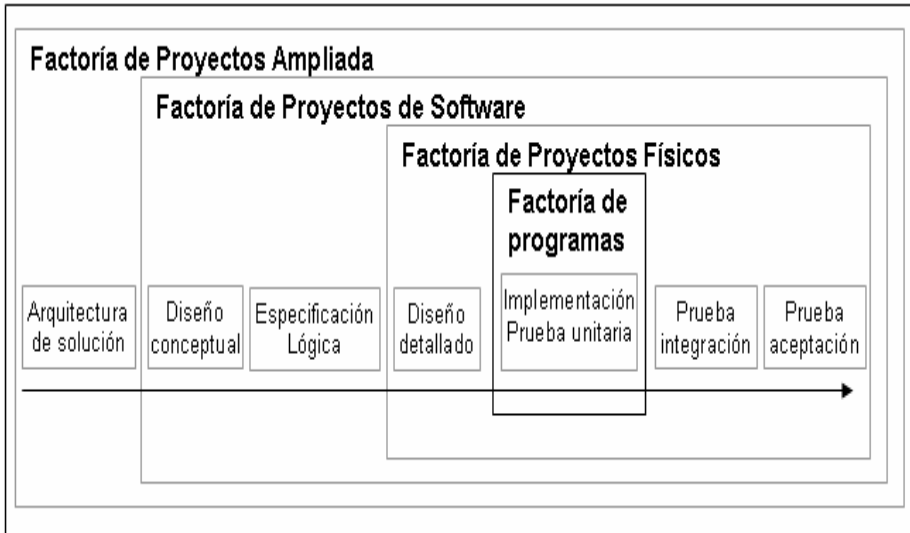 Factoría de Proyectos Ampliada
Factoría de Proyectos de Software
Factoría de Proyectos Físicos
Factoría de
programas
Arquitectura
de solución
Diseño
conceptual
Especificación
Lógica
Diseño
detallado
Implementación
Prueba unitaria
Prueba
integración
Prueba
aceptación